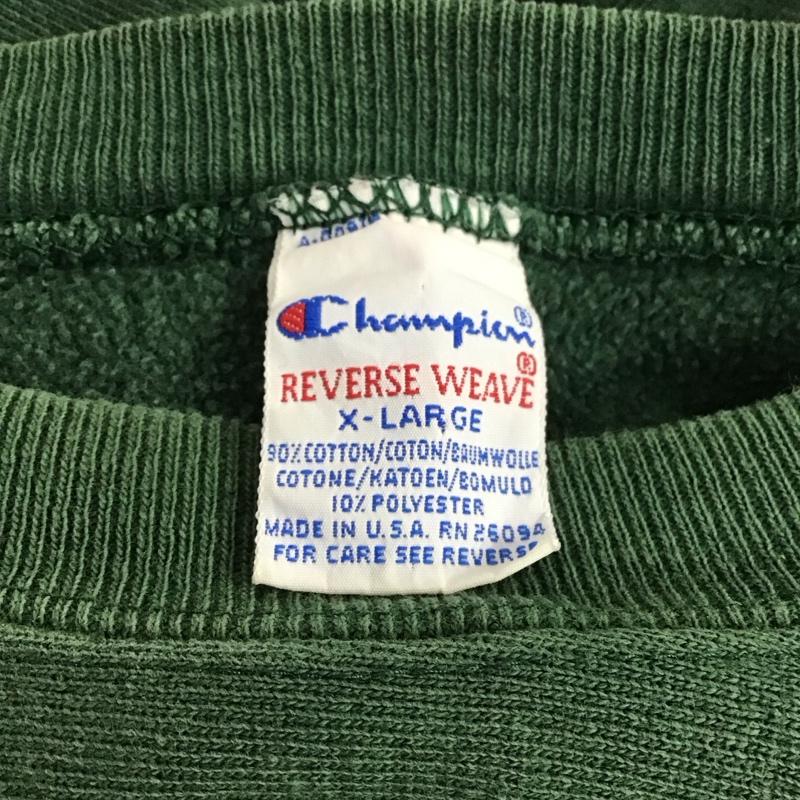 Champion®
REVERSE WEAVE®
X-LARGE
90% COTTON/COTON/BAUMWOLLE
COTONE/KATOEN/BOMULD
10% POLYESTER
MADE IN U.S.A. RN 26094
FOR CARE SEE REVERSE